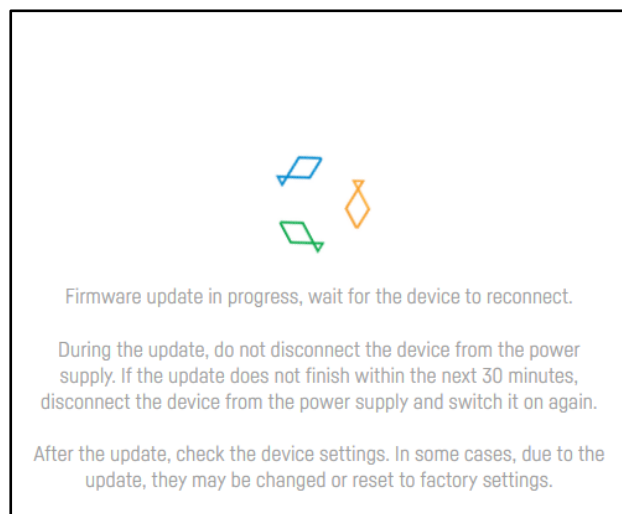 Firmware update in progress, wait for the device to reconnect.
During the update, do not disconnect the device from the power
supply. If the update does not finish within the next 30 minutes,
disconnect the device from the power supply and switch it on again.
After the update, check the device settings. In some cases, due to the
update, they may be changed or reset to factory settings.